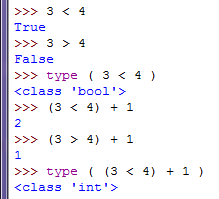 >>> 3 < 4
True
>>> 3 > 4
False
>>> type ( 3 < 4 )
<class 'bool'>
>>> (3 < 4) + 1
2
>>> (3 > 4) + 1
1
>>> type ( (3 < 4) + 1 )
<class 'int'>